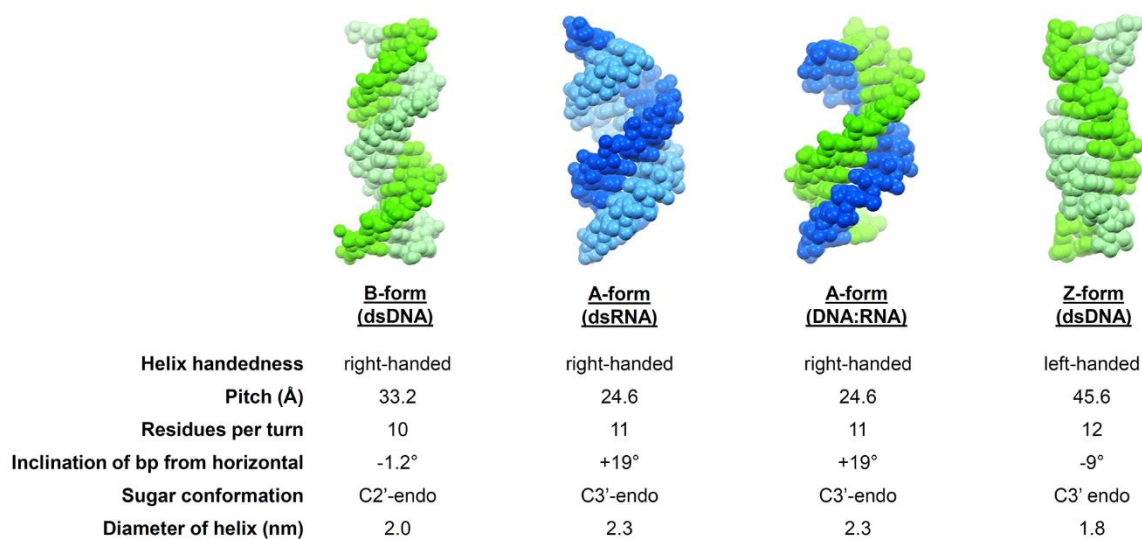 B-form A-form A-form Z-form
(dsDNA) (dsRNA) (DNA:RNA) (dsDNA)
Helix handedness right-handed right-handed right-handed left-handed
Pitch (Å) 33.2 24.6 24.6 45.6
Residues per turn 10 11 11 12
Inclination of bp from horizontal -1.2° +19° +19° -9°
Sugar conformation C2’-endo C3’-endo C3’-endo C3’ endo
Diameter of helix (nm) 2.0 2.3 2.3 1.8